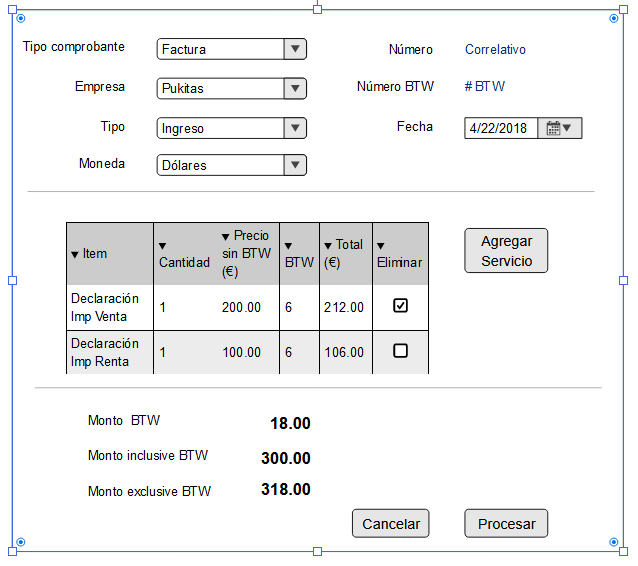 Tipo comprobante Factura Número Correlativo
Empresa Pukitas Número BTW # BTW
Tipo Ingreso Fecha 4/22/2018
Moneda Dólares
Item Cantidad Precio sin BTW (€) BTW Total (€) Eliminar
Agregar Servicio
Declaración Imp Venta 1 200.00 6 212.00
Declaración Imp Renta 1 100.00 6 106.00
Monto BTW 18.00
Monto inclusive BTW 300.00
Monto exclusive BTW 318.00
Cancelar Procesar